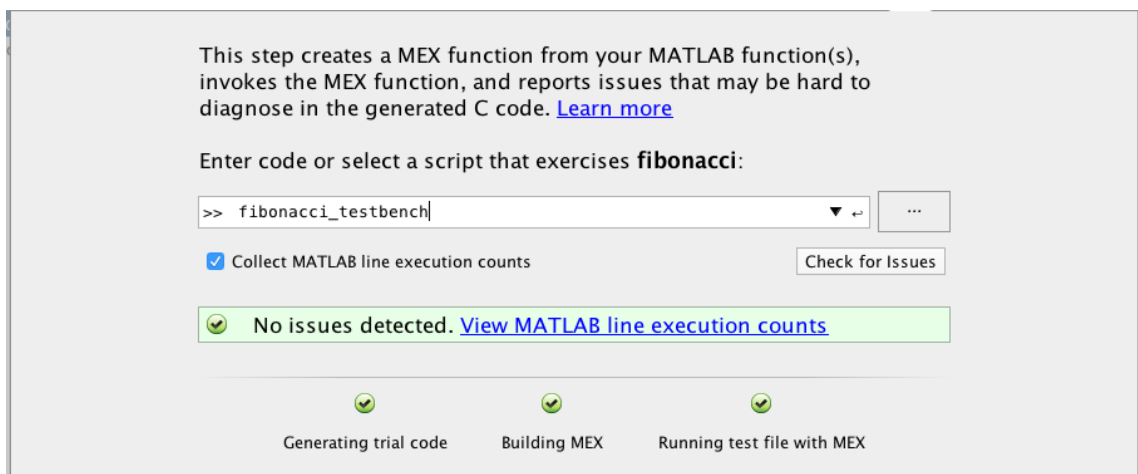 This step creates a MEX function from your MATLAB function(s),
invokes the MEX function, and reports issues that may be hard to
diagnose in the generated C code. Learn more
Enter code or select a script that exercises fibonacci:
>> fibonacci_testbench
...
Collect MATLAB line execution counts
Check for Issues
No issues detected. View MATLAB line execution counts
Generating trial code
Building MEX
Running test file with MEX